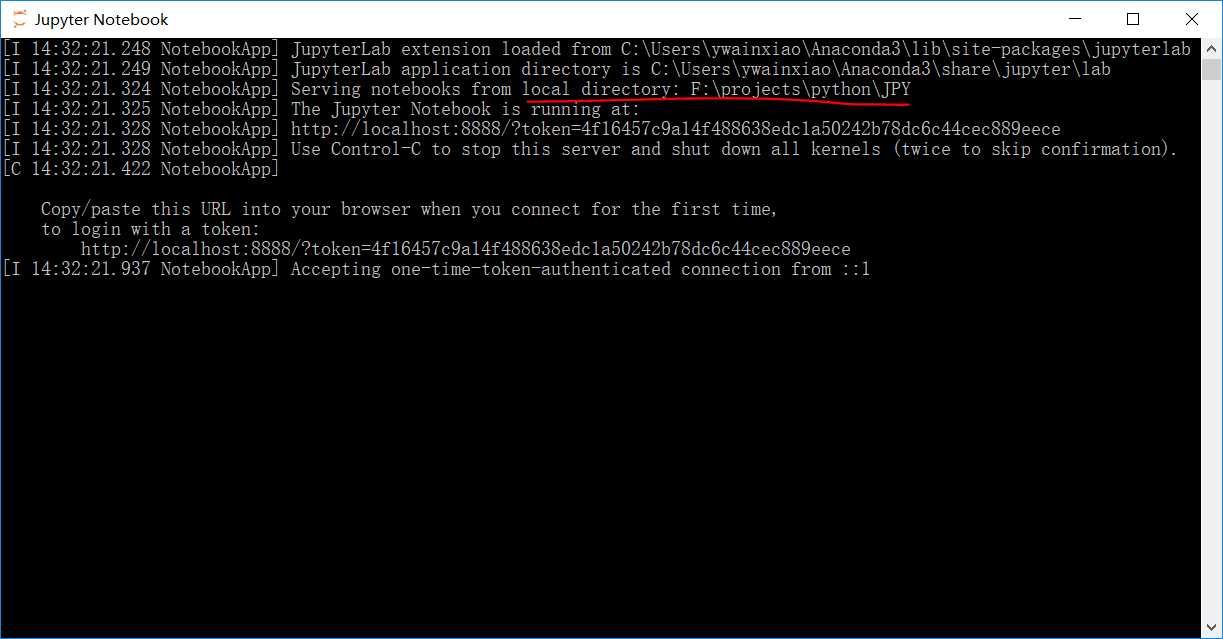 Jupyter Notebook
[I 14:32:21.248 NotebookApp] JupyterLab extension loaded from C:\Users\ywainxiao\Anaconda3\lib\site-packages\jupyterlab
[I 14:32:21.249 NotebookApp] JupyterLab application directory is C:\Users\ywainxiao\Anaconda3\share\jupyter\lab
[I 14:32:21.324 NotebookApp] Serving notebooks from local directory: F:\projects\python\JPY
[I 14:32:21.325 NotebookApp] The Jupyter Notebook is running at:
[I 14:32:21.328 NotebookApp] http://localhost:8888/?token=4f16457c9a14f488638edc1a50242b78dc6c44cec889eece
[I 14:32:21.328 NotebookApp] Use Control-C to stop this server and shut down all kernels (twice to skip confirmation).
[C 14:32:21.422 NotebookApp]
Copy/paste this URL into your browser when you connect for the first time,
to login with a token:
http://localhost:8888/?token=4f16457c9a14f488638edc1a50242b78dc6c44cec889eece
[I 14:32:21.937 NotebookApp] Accepting one-time-token-authenticated connection from ::1